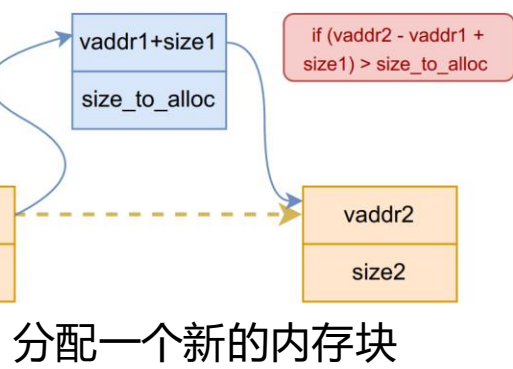 vaddr1+size1
size_to_alloc
if (vaddr2 - vaddr1 +
size1) > size_to_alloc
vaddr2
size2
分配一个新的内存块